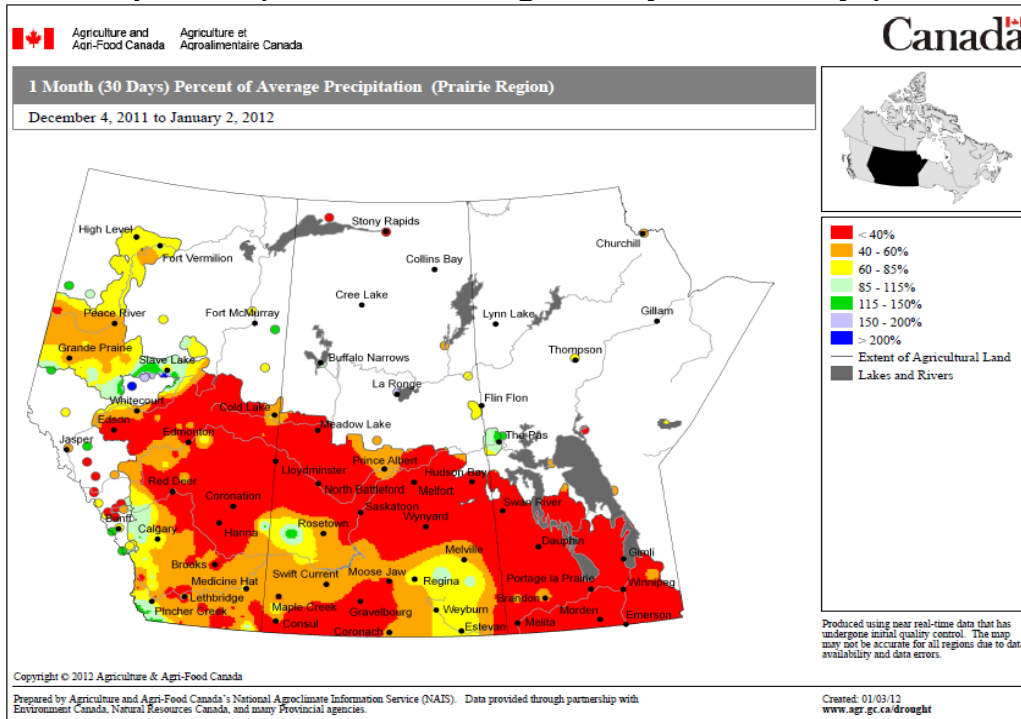 Agriculture and Agriculture et
Agri-Food Canada Agroalimentaire Canada
Canada
1 Month (30 Days) Percent of Average Precipitation (Prairie Region)
December 4, 2011 to January 2, 2012
< 40%
40 - 60%
60 - 85%
85 - 115%
115 - 150%
150 - 200%
> 200%
Extent of Agricultural Land
Lakes and Rivers
Stony Rapids
High Level
Churchill
Fort Vermilion
Collins Bay
Cree Lake
Peace River
Fort McMurray
Lynn Lake
Gillam
Grande Prairie
Slave Lake
Buffalo Narrows
Thompson
La Ronge
Whitecourt
Flin Flon
Edson
Cold Lake
Meadow Lake
Jasper
Edmonton
The Pas
Prince Albert
Lloydminster
Hudson Bay
Red Deer
North Battleford
Melfort
Coronation
Saskatoon
Swan River
Banff
Calgary
Hanna
Rosetown
Wynyard
Dauphin
Melville
Gimli
Brooks
Moose Jaw
Medicine Hat
Swift Current
Regina
Portage la Prairie
Winnipeg
Lethbridge
Brandon
Pincher Creek
Maple Creek
Gravelbourg
Weyburn
Morden
Consul
Coronach
Estevan
Melita
Emerson
Produced using near real-time data that has
undergone initial quality control. The map
may not be accurate for all regions due to data
availability and data errors.
Copyright © 2012 Agriculture & Agri-Food Canada
Prepared by Agriculture and Agri-Food Canada's National Agroclimate Information Service (NAIS). Data provided through partnership with
Environment Canada, Natural Resources Canada, and many Provincial agencies.
Created: 01/03/12
www.agr.gc.ca/drought